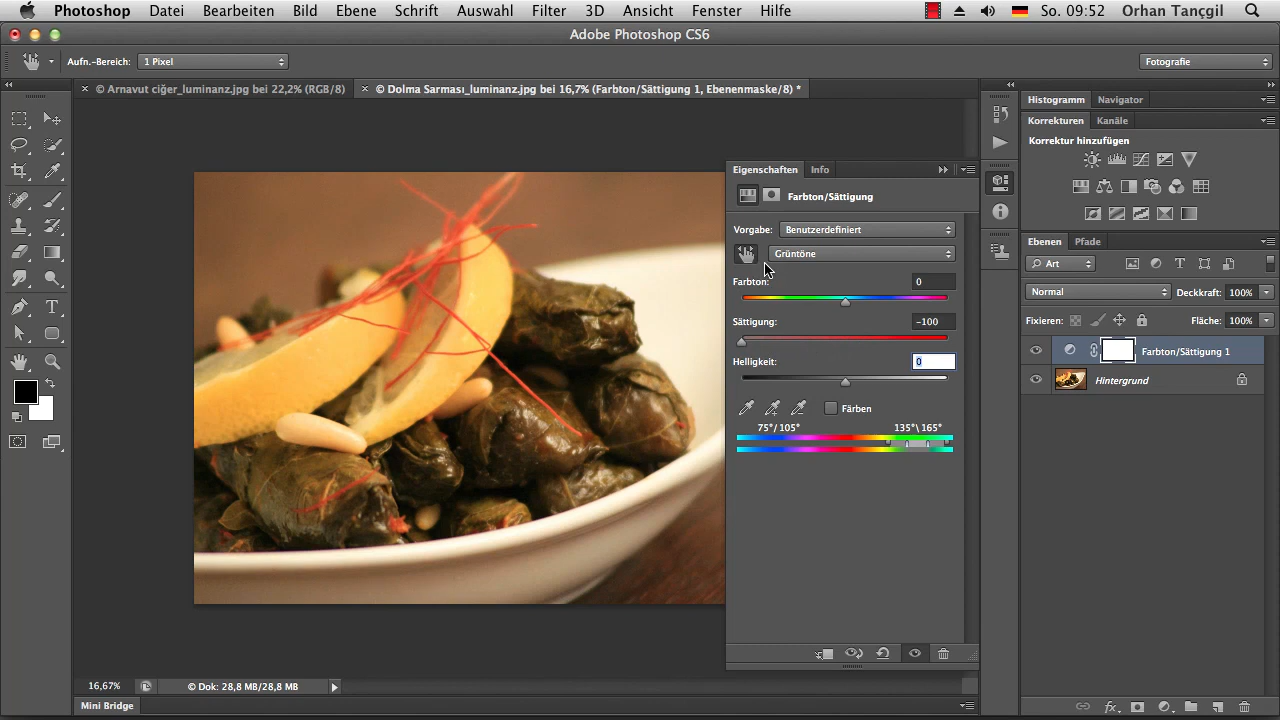 Photoshop Datei Bearbeiten Bild Ebene Schrift Auswahl Filter 3D Ansicht Fenster Hilfe So. 09:52 Orhan Tançgil
Adobe Photoshop CS6
Aufn.-Bereich: 1 Pixel Fotografie
× © Arnavut ciğer_luminanz.jpg bei 22,2% (RGB/8) × © Dolma Sarması_luminanz.jpg bei 16,7% (Farbton/Sättigung 1, Ebenenmaske/8) *
Histogramm Navigator
Korrekturen Kanäle
Korrektur hinzufügen
Eigenschaften Info
Farbton/Sättigung
Vorgabe: Benutzerdefiniert
Grüntöne
Farbton: 0
Sättigung: -100
Helligkeit: 0
Färben
75°/ 105° 135°\ 165°
Ebenen Pfade
Art
Normal Deckkraft: 100%
Fixieren: Fläche: 100%
Farbton/Sättigung 1
Hintergrund
16,67% © Dok: 28,8 MB/28,8 MB
Mini Bridge
fx